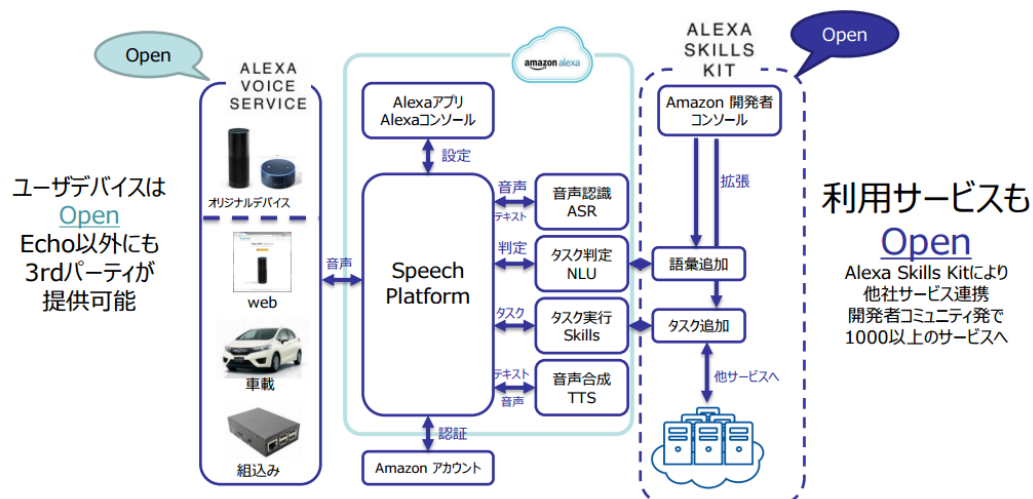 Open
ALEXA
VOICE
SERVICE
オリジナルデバイス
web
車載
組込み
ユーザデバイスは
Open
Echo以外にも
3rdパーティが
提供可能
音声
amazon alexa
Alexaアプリ
Alexaコンソール
設定
Speech
Platform
音声
テキスト
音声認識
ASR
判定
タスク判定
NLU
タスク
タスク実行
Skills
テキスト
音声
音声合成
TTS
認証
Amazon アカウント
ALEXA
SKILLS
KIT
Open
Amazon 開発者
コンソール
拡張
語彙追加
タスク追加
他サービスへ
利用サービスも
Open
Alexa Skills Kitにより
他社サービス連携
開発者コミュニティ発で
1000以上のサービスへ